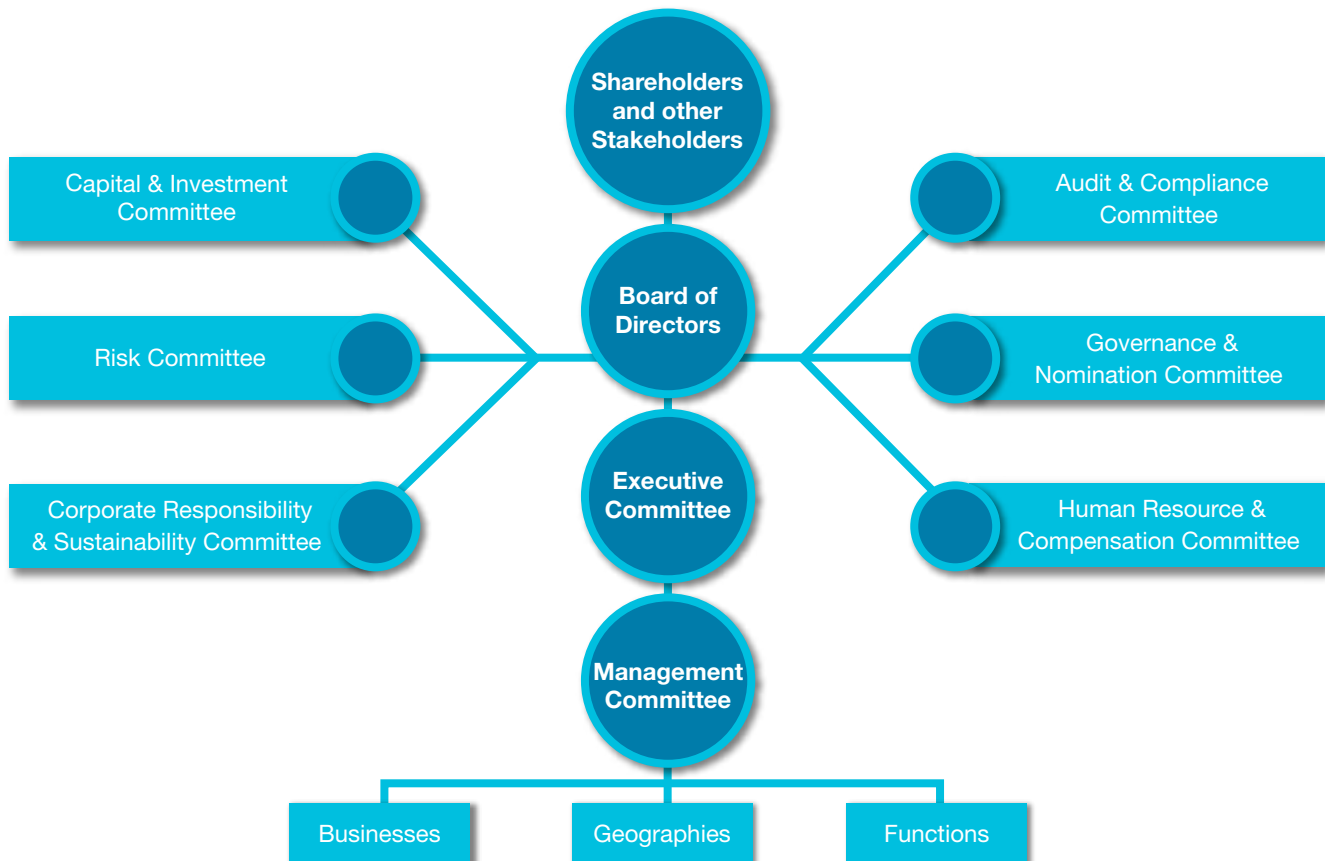 Shareholders
and other
Stakeholders
Capital & Investment
Committee
Audit & Compliance
Committee
Board of
Directors
Risk Committee
Governance &
Nomination Committee
Executive
Committee
Corporate Responsibility
& Sustainability Committee
Human Resource &
Compensation Committee
Management
Committee
Businesses
Geographies
Functions